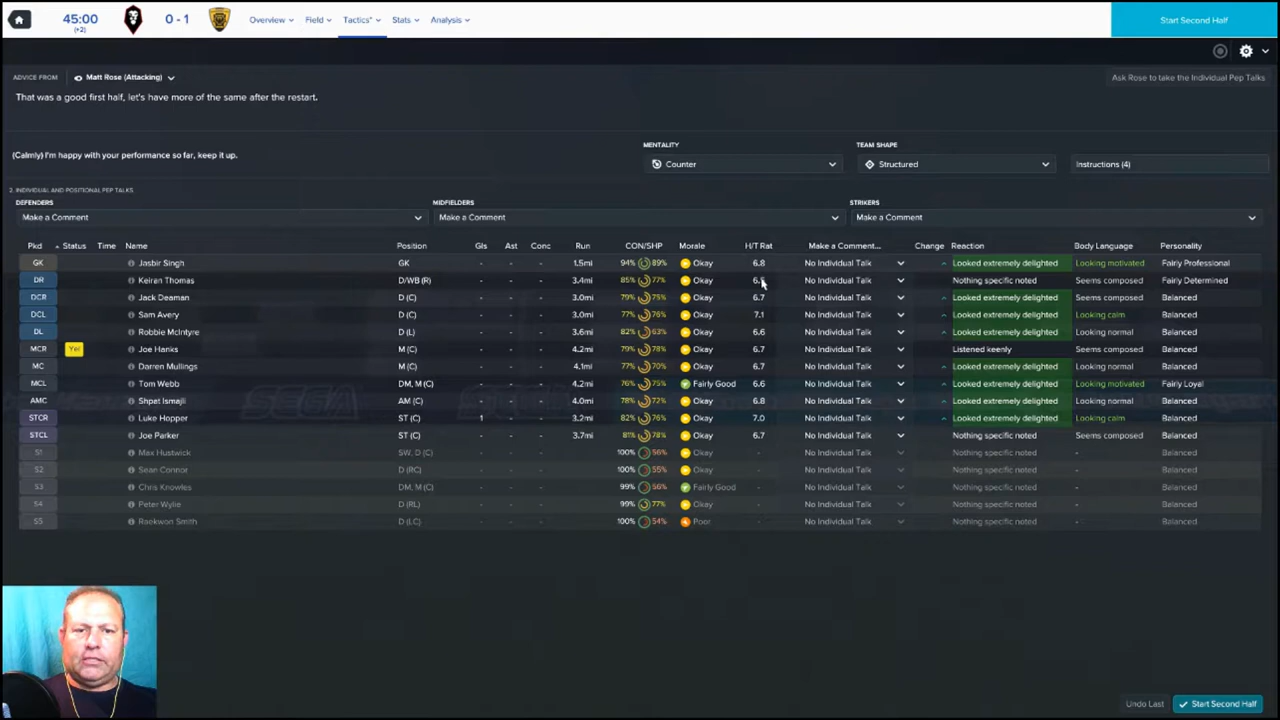 45:00
(+2)
0 - 1
Overview
Field
Tactics*
Stats
Analysis
Start Second Half
ADVICE FROM
Matt Rose (Attacking)
Ask Rose to take the Individual Pep Talks
That was a good first half, let's have more of the same after the restart.
MENTALITY
TEAM SHAPE
(Calmly) I'm happy with your performance so far, keep it up.
Counter
Structured
Instructions (4)
2. INDIVIDUAL AND POSITIONAL PEP TALKS
DEFENDERS
MIDFIELDERS
STRIKERS
Make a Comment
Make a Comment
Make a Comment
Pkd Status Time Name Position Gls Ast Conc Run CON/SHP Morale H/T Rat Make a Comment... Change Reaction Body Language Personality
GK Jasbir Singh GK - - - 1.5mi 94% 89% Okay 6.8 No Individual Talk Looked extremely delighted Looking motivated Fairly Professional
DR Keiran Thomas D/WB (R) - - - 3.4mi 85% 77% Okay No Individual Talk Nothing specific noted Seems composed Fairly Determined
DCR Jack Deaman D (C) - - - 3.0mi 79% 75% Okay 6.7 No Individual Talk Looked extremely delighted Seems composed Balanced
DCL Sam Avery D (C) - - - 3.0mi 77% 76% Okay 7.1 No Individual Talk Looked extremely delighted Looking calm Balanced
DL Robbie McIntyre D (L) - - - 3.2mi 82% 63% Okay 6.6 No Individual Talk Looked extremely delighted Looking normal Balanced
MCR Yel Joe Hanks M (C) - - - 4.2mi 79% 78% Okay 6.7 No Individual Talk Listened keenly Seems composed Balanced
MC Darren Mullings M (C) - - - 4.1mi 77% 70% Okay 6.7 No Individual Talk Looked extremely delighted Looking normal Balanced
MCL Tom Webb DM, M (C) - - - 4.2mi 76% 75% Fairly Good 6.6 No Individual Talk Looked extremely delighted Looking motivated Fairly Loyal
AMC Shpat Ismajli AM (C) - - - 4.0mi 78% 72% Okay 6.8 No Individual Talk Looked extremely delighted Looking normal Balanced
STCR Luke Hopper ST (C) 1 - - 3.2mi 82% 76% Okay 7.0 No Individual Talk Looked extremely delighted Looking calm Balanced
STCL Joe Parker ST (C) - - - 3.7mi 81% 78% Okay 6.7 No Individual Talk Nothing specific noted Seems composed Balanced
S1 Max Hustwick SW, D (C) 100% 56% Okay - No Individual Talk Nothing specific noted - Balanced
S2 Sean Connor D (RC) 100% 55% Okay - No Individual Talk Nothing specific noted - Balanced
S3 Chris Knowles DM, M (C) 99% 56% Fairly Good - No Individual Talk Nothing specific noted - Balanced
S4 Peter Wylie D (RL) 99% 77% Okay - No Individual Talk Nothing specific noted - Balanced
S5 Raekwon Smith D (LC) 100% 54% Poor - No Individual Talk Nothing specific noted - Balanced
SEGA
Undo Last
Start Second Half